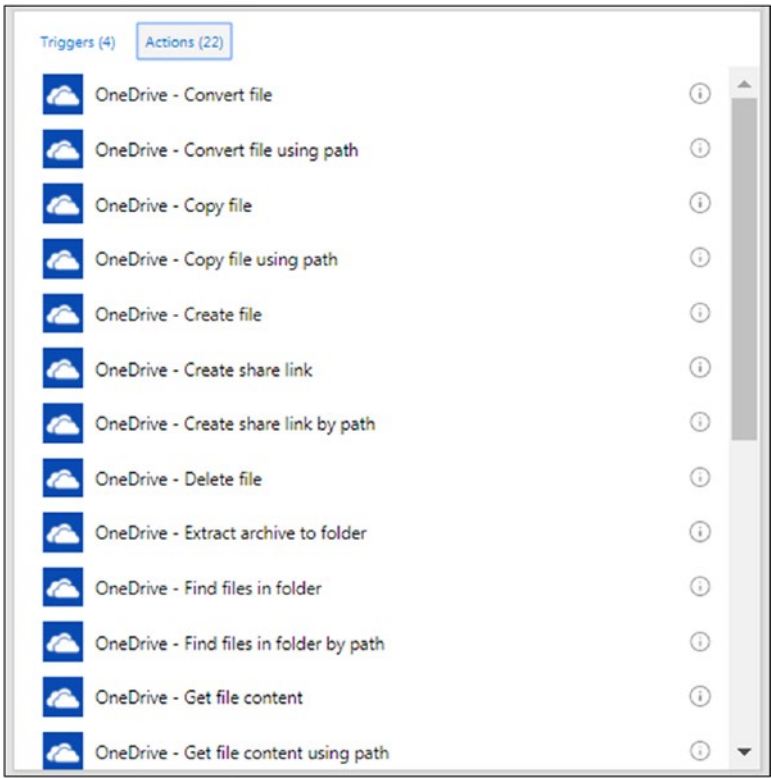 Triggers (4) Actions (22)
OneDrive - Convert file
OneDrive - Convert file using path
OneDrive - Copy file
OneDrive - Copy file using path
OneDrive - Create file
OneDrive - Create share link
OneDrive - Create share link by path
OneDrive - Delete file
OneDrive - Extract archive to folder
OneDrive - Find files in folder
OneDrive - Find files in folder by path
OneDrive - Get file content
OneDrive - Get file content using path